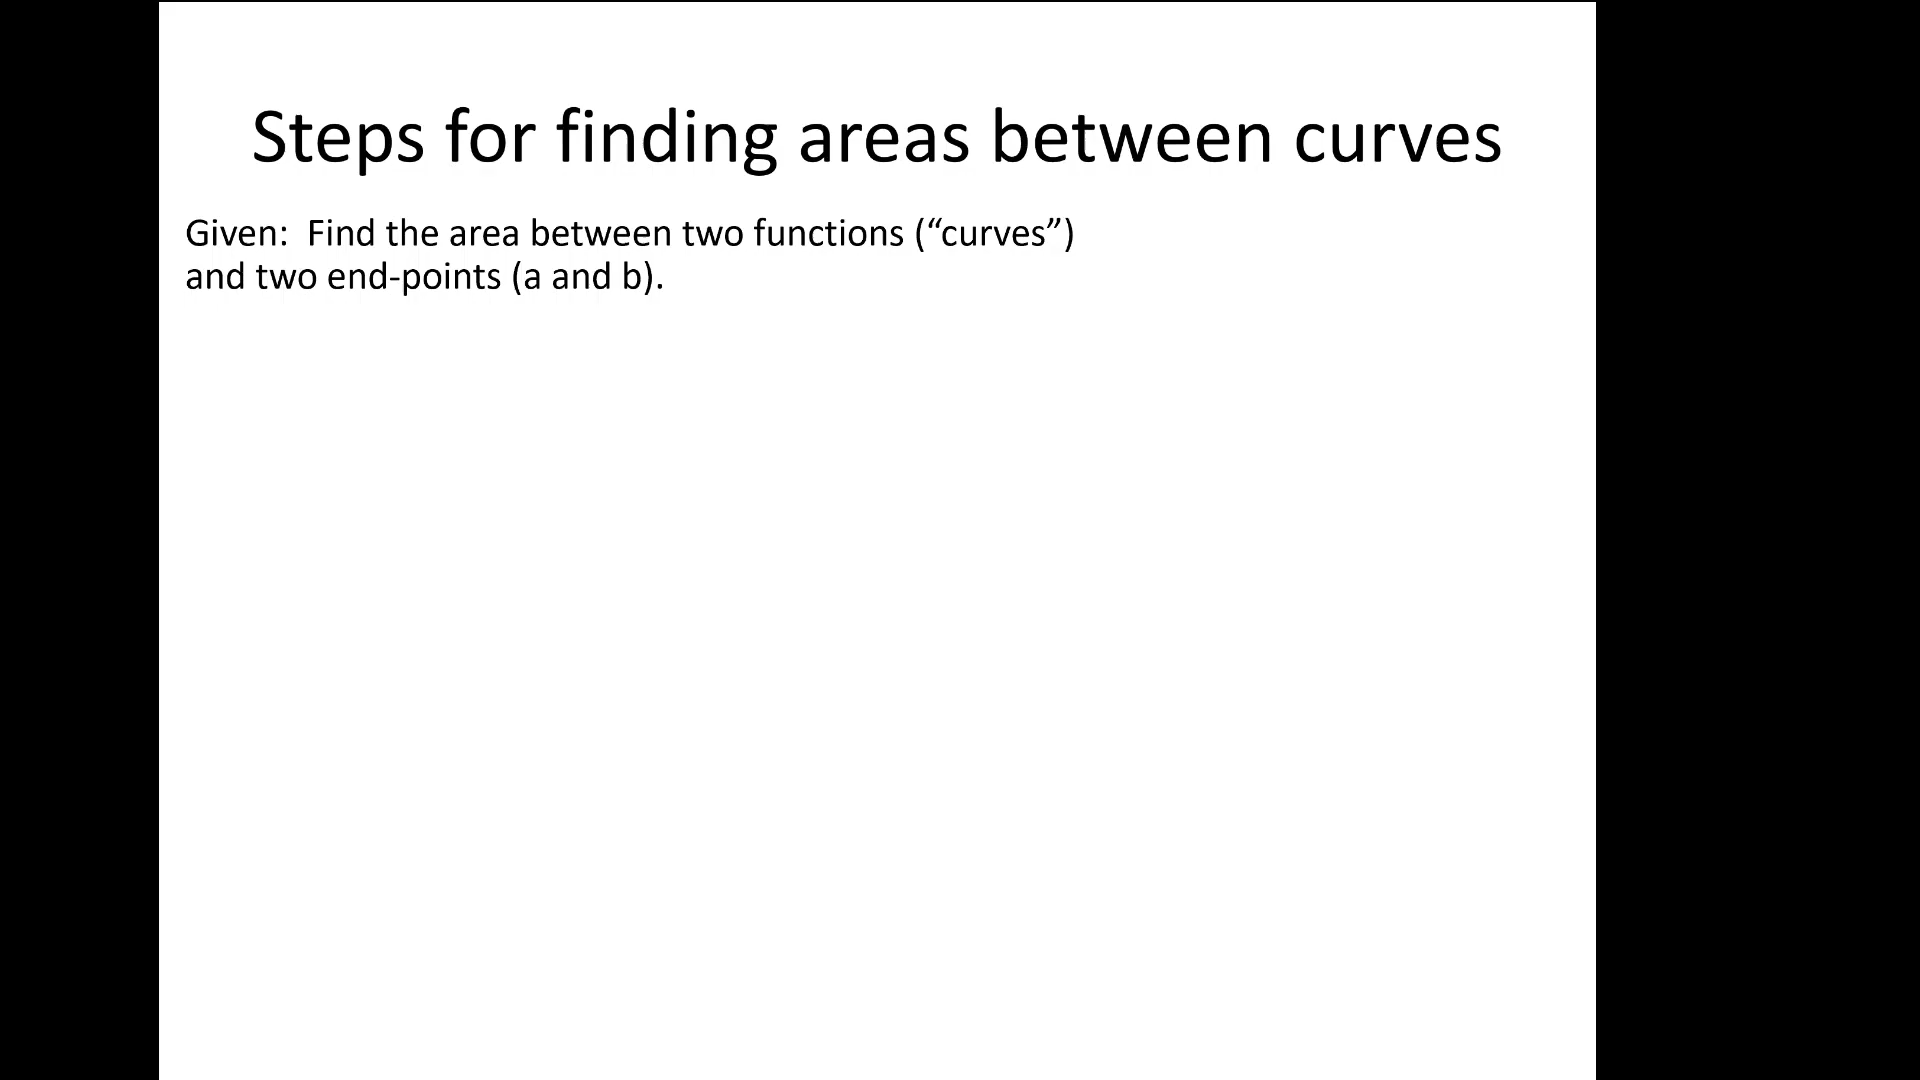 Steps for finding areas between curves
Given:  Find the area between two functions (“curves”)
and two end-points (a and b).